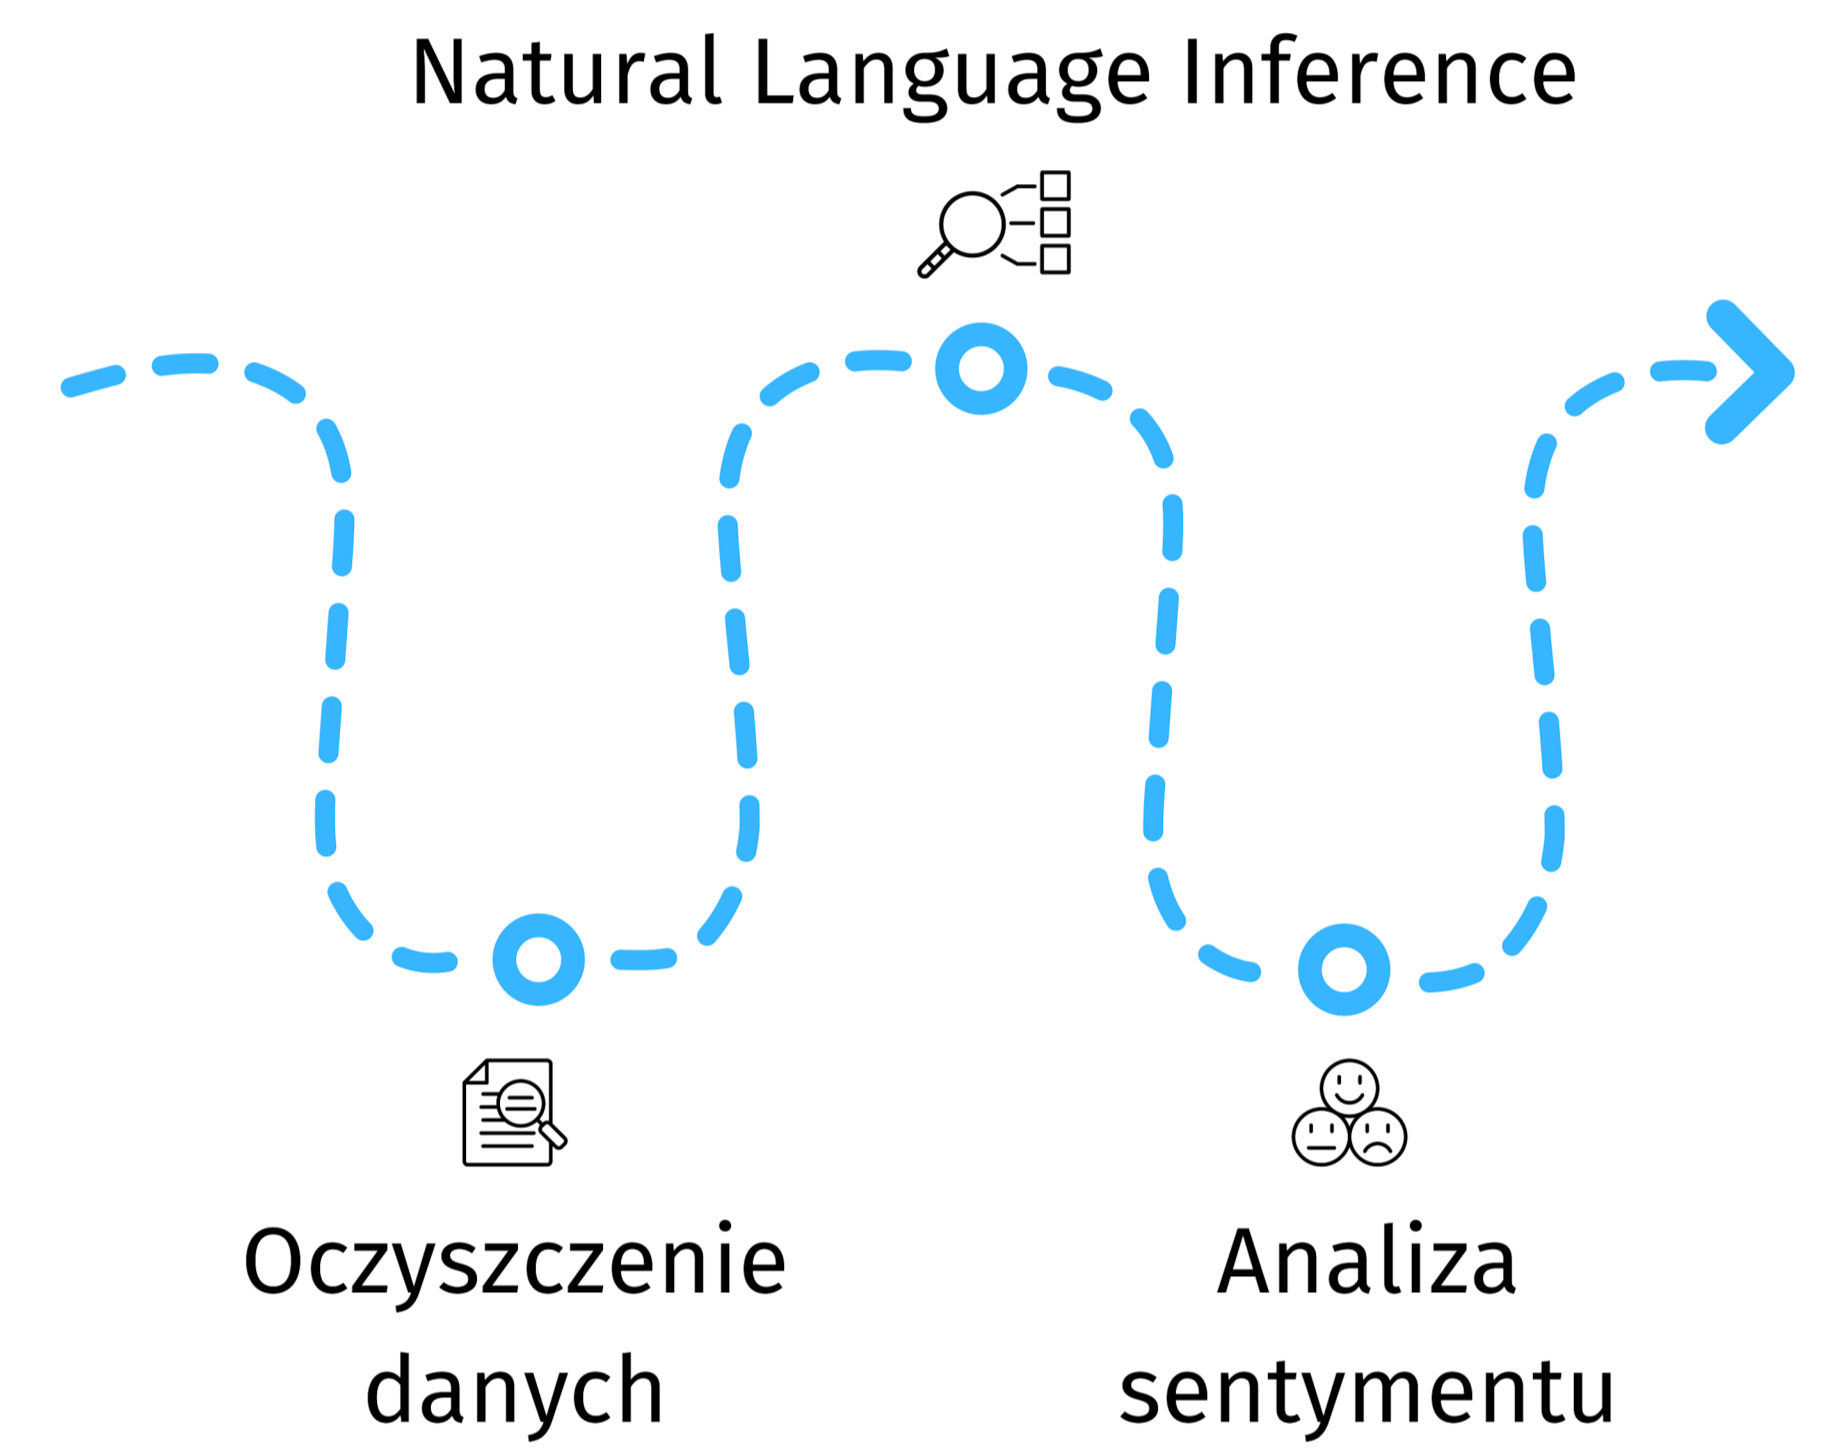 Natural Language Inference
Oczyszczenie
danych
Analiza
sentymentu